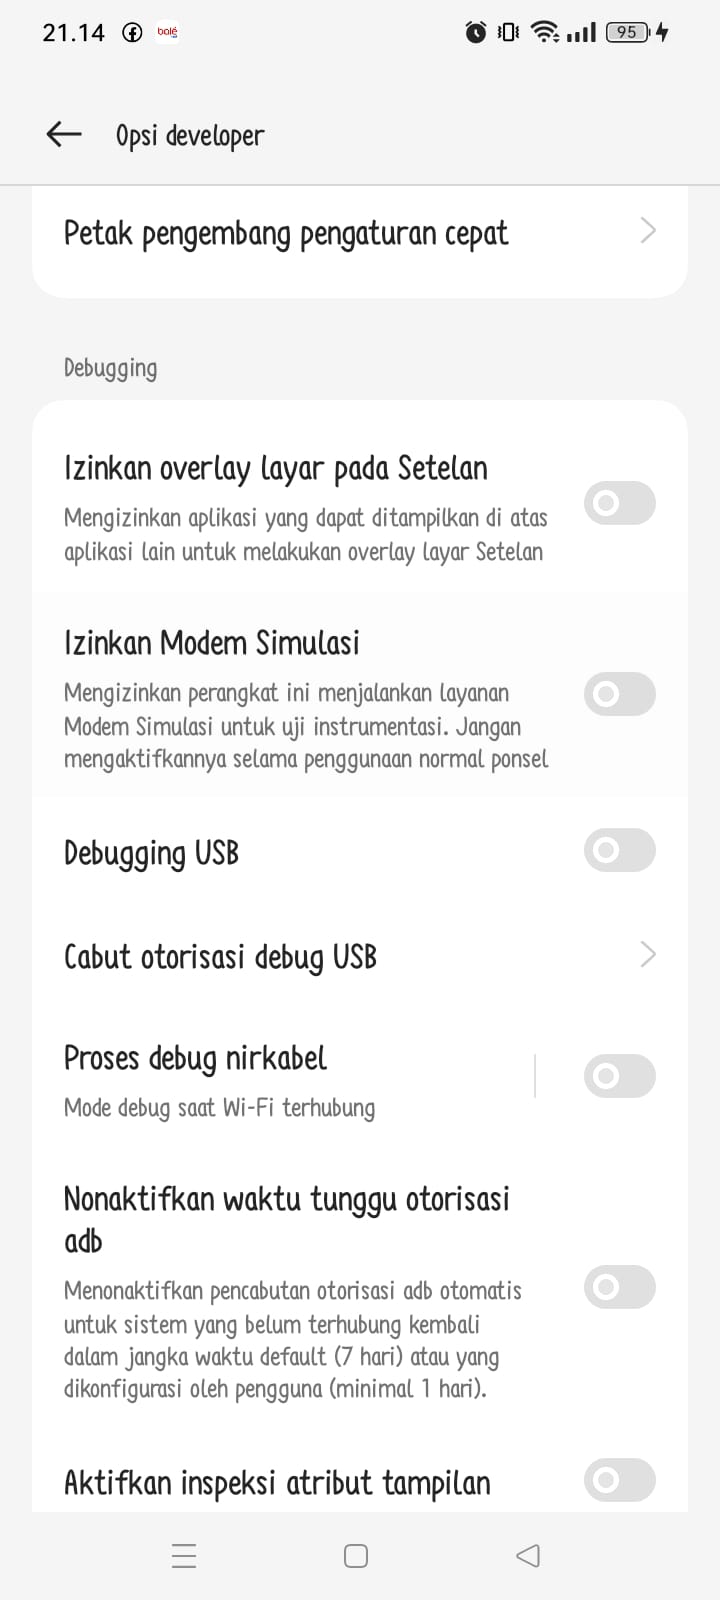 21.14 bolé 95
Opsi developer
Petak pengembang pengaturan cepat
Debugging
Izinkan overlay layar pada Setelan
Mengizinkan aplikasi yang dapat ditampilkan di atas
aplikasi lain untuk melakukan overlay layar Setelan
Izinkan Modem Simulasi
Mengizinkan perangkat ini menjalankan layanan
Modem Simulasi untuk uji instrumentasi. Jangan
mengaktifkannya selama penggunaan normal ponsel
Debugging USB
Cabut otorisasi debug USB
Proses debug nirkabel
Mode debug saat Wi-Fi terhubung
Nonaktifkan waktu tunggu otorisasi
adb
Menonaktifkan pencabutan otorisasi adb otomatis
untuk sistem yang belum terhubung kembali
dalam jangka waktu default (7 hari) atau yang
dikonfigurasi oleh pengguna (minimal 1 hari).
Aktifkan inspeksi atribut tampilan